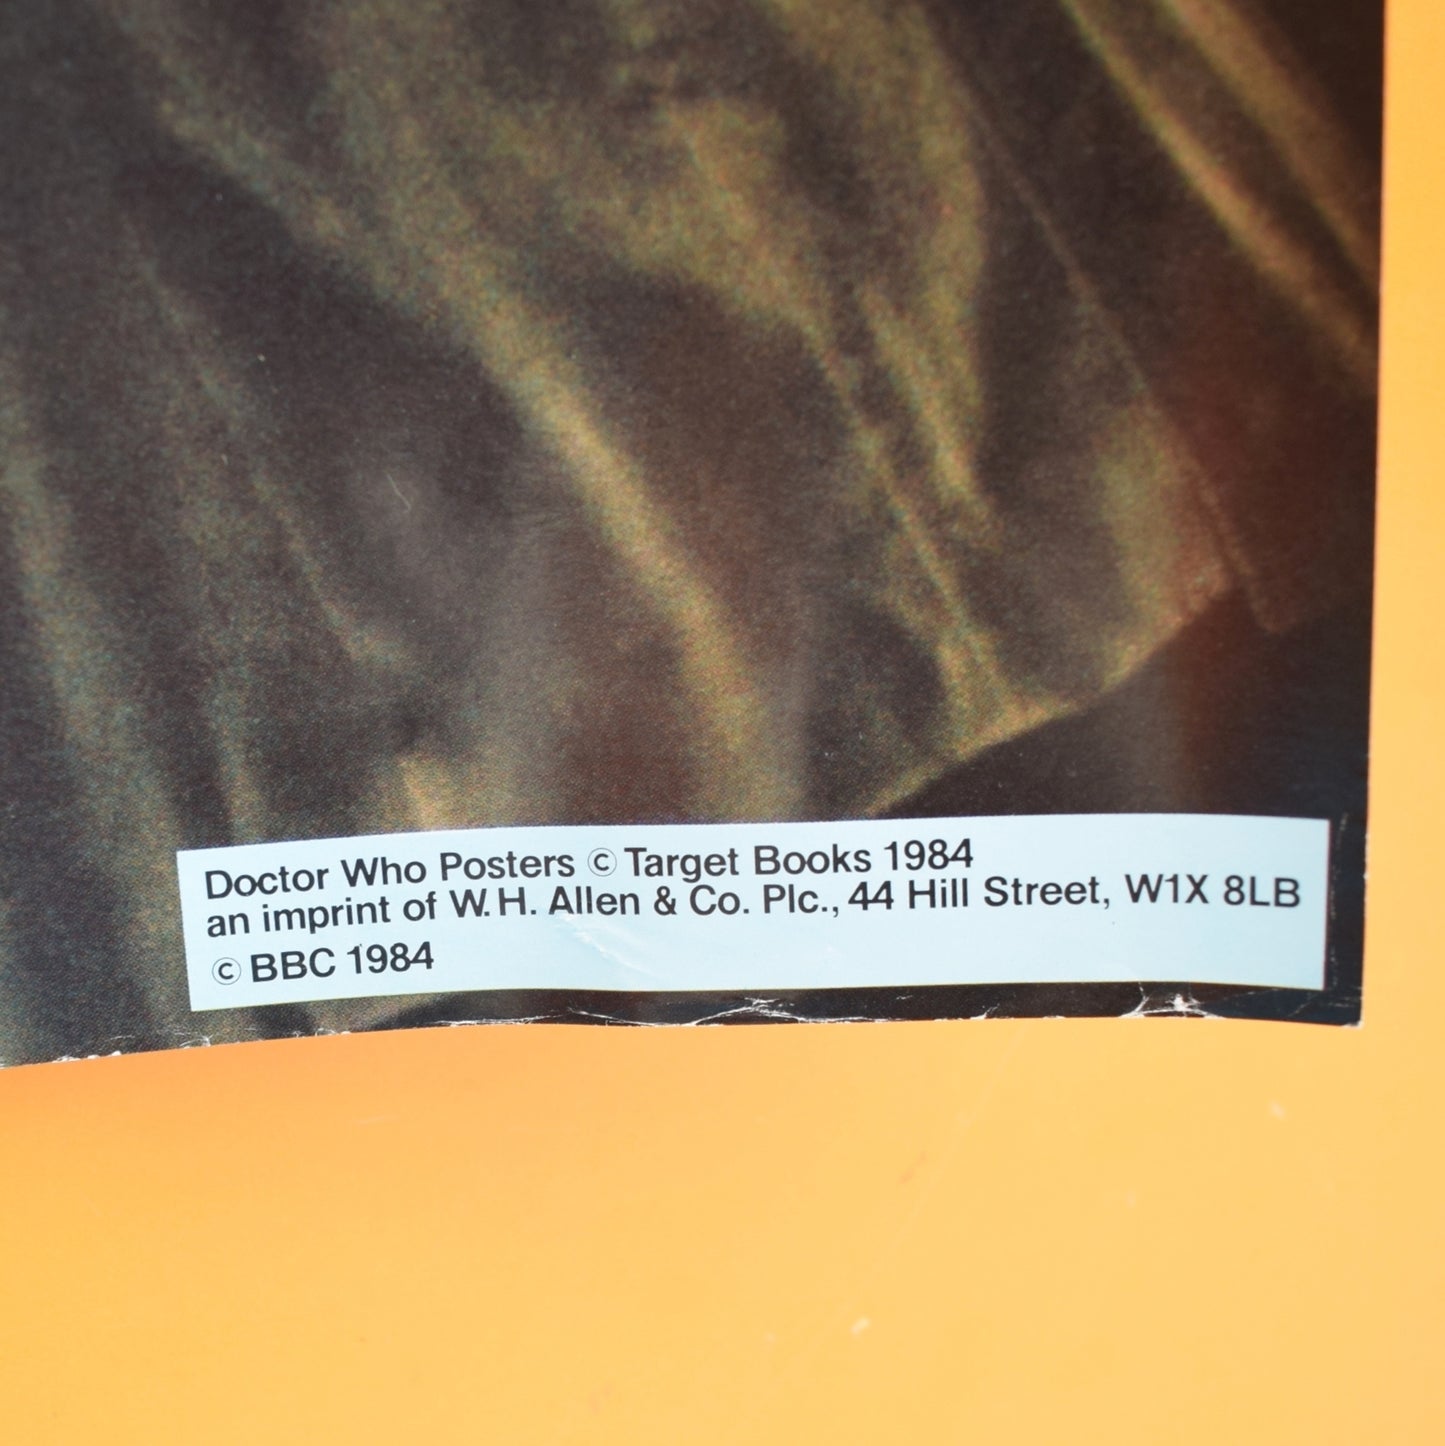 Doctor Who Posters © Target Books 1984
an imprint of W. H. Allen & Co. Plc., 44 Hill Street, W1X 8LB
© BBC 1984